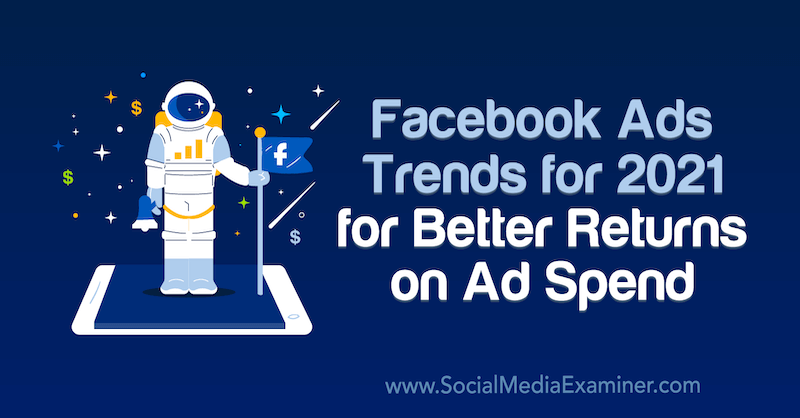 Facebook Ads
Trends for 2021
for Better Returns
on Ad Spend
www.SocialMediaExaminer.com
f
$
$
$